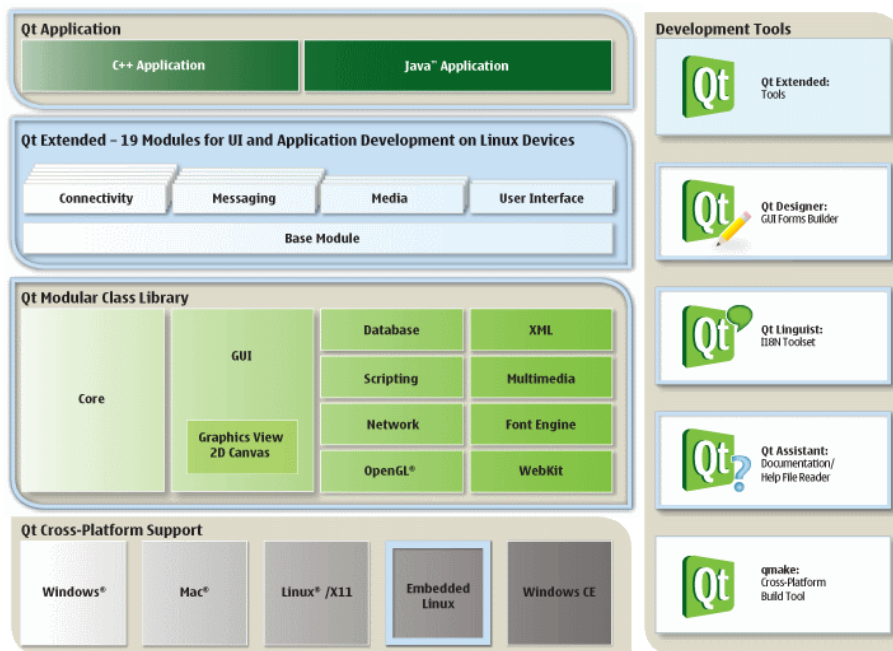 Qt Application
C++ Application
Java™ Application
Qt Extended – 19 Modules for UI and Application Development on Linux Devices
Connectivity
Messaging
Media
User Interface
Base Module
Qt Modular Class Library
Core
GUI
Graphics View
2D Canvas
Database
XML
Scripting
Multimedia
Network
Font Engine
OpenGL®
WebKit
Qt Cross-Platform Support
Windows®
Mac®
Linux® /X11
Embedded
Linux
Windows CE
Development Tools
Qt
Qt Extended:
Tools
Qt
Qt Designer:
GUI Forms Builder
Qt
Qt Linguist:
I18N Toolset
Qt
?
Qt Assistant:
Documentation/
Help File Reader
Qt
qmake:
Cross-Platform
Build Tool